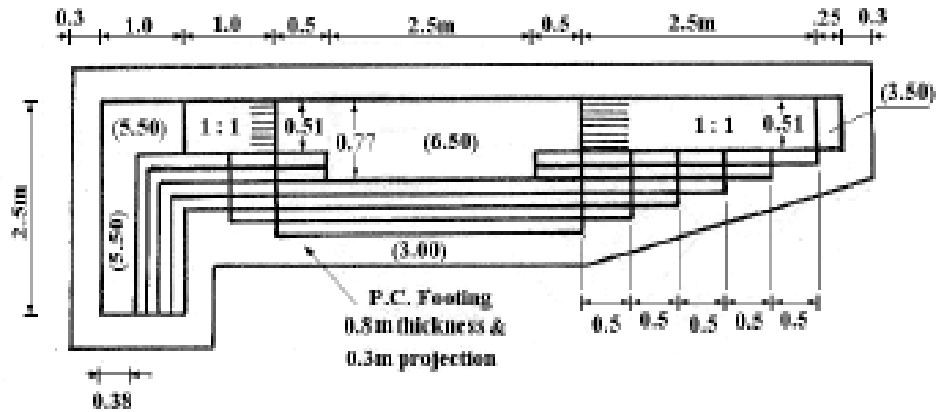 0.3 1.0 1.0 0.5 2.5m 0.5 2.5m .25 0.3
(3.50)
(5.50) 1 : 1 0.51 0.77 (6.50) 1 : 1 0.51
2.5m
(5.50)
(3.00)
P.C. Footing
0.8m thickness &
0.3m projection
0.5 0.5 0.5 0.5 0.5
0.38